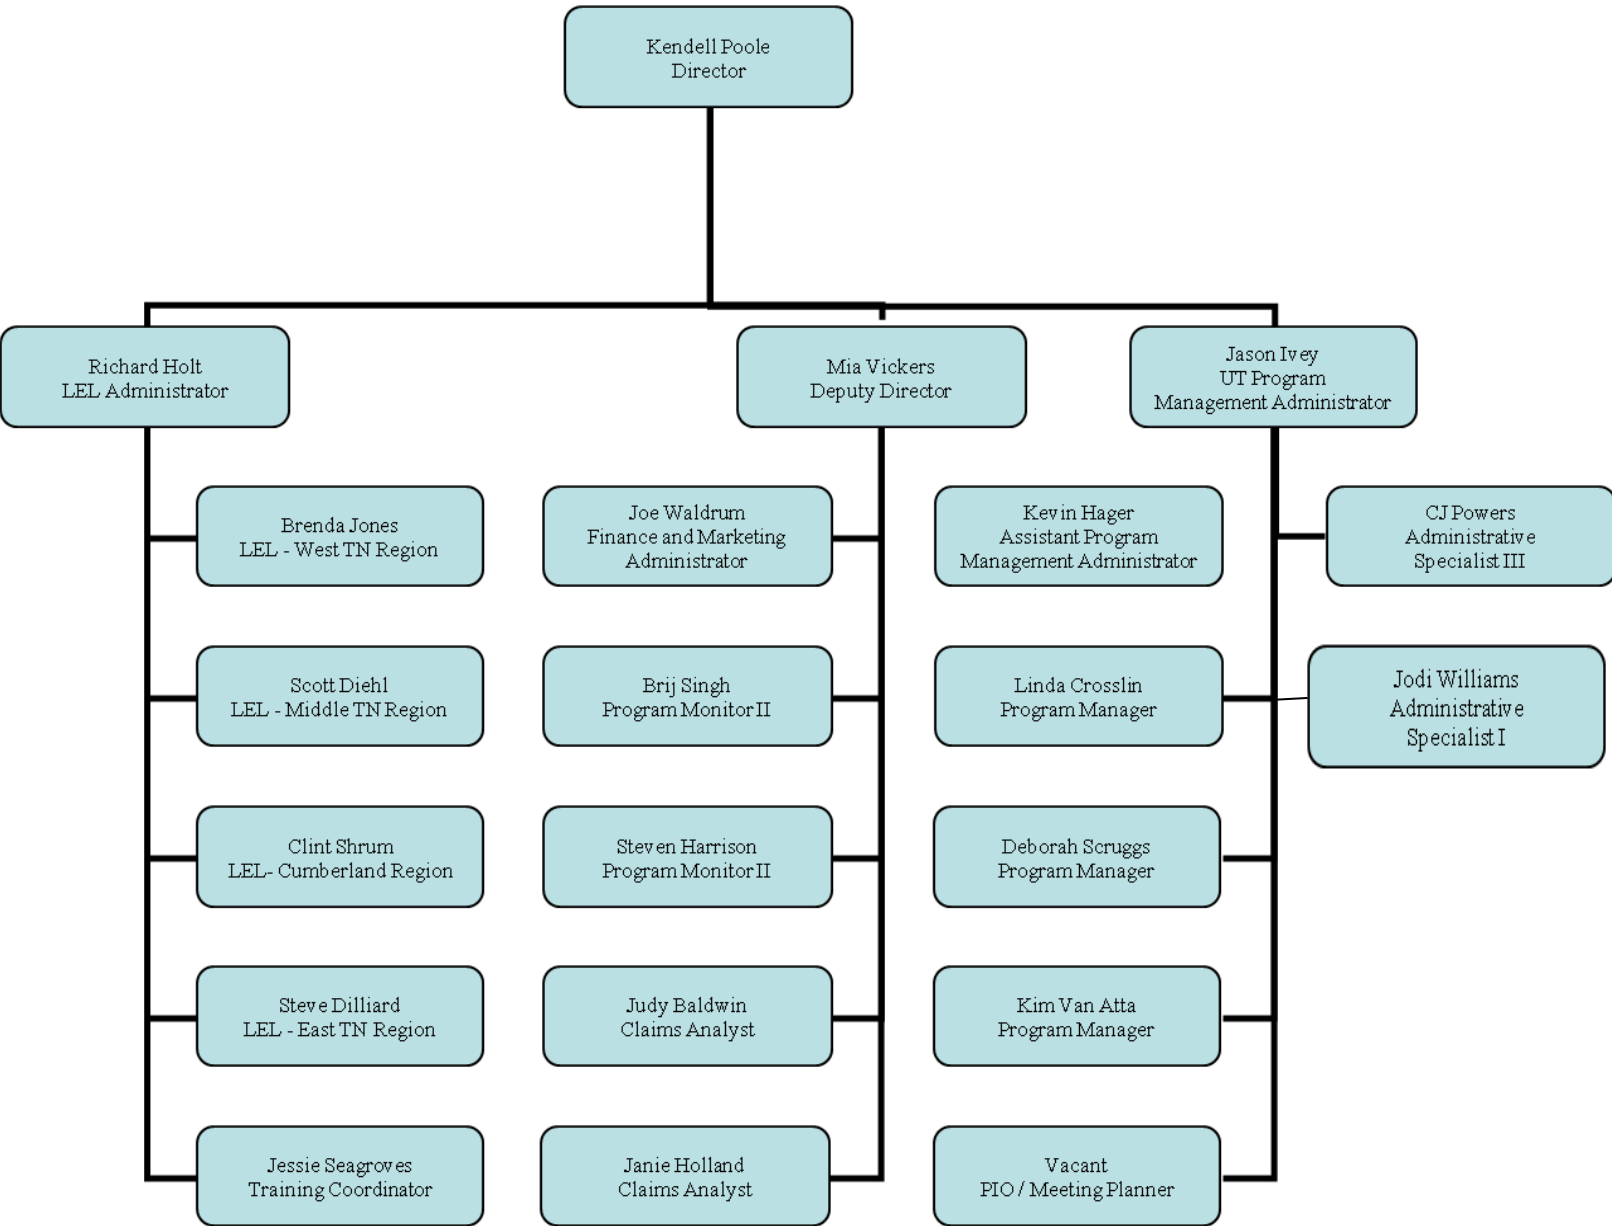 Kendell Poole
Director
Richard Holt
LEL Administrator
Mia Vickers
Deputy Director
Jason Ivey
UT Program
Management Administrator
Brenda Jones
LEL - West TN Region
Joe Waldrum
Finance and Marketing
Administrator
Kevin Hager
Assistant Program
Management Administrator
CJ Powers
Administrative
Specialist III
Scott Diehl
LEL - Middle TN Region
Brij Singh
Program Monitor II
Linda Crosslin
Program Manager
Jodi Williams
Administrative
Specialist I
Clint Shrum
LEL- Cumberland Region
Steven Harrison
Program Monitor II
Deborah Scruggs
Program Manager
Steve Dilliard
LEL - East TN Region
Judy Baldwin
Claims Analyst
Kim Van Atta
Program Manager
Jessie Seagroves
Training Coordinator
Janie Holland
Claims Analyst
Vacant
PIO / Meeting Planner